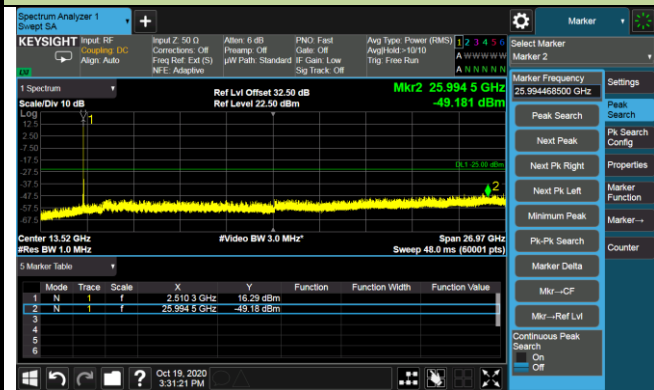 Spectrum Analyzer 1
Swept SA
Marker
KEYSIGHT
Input: RF
Coupling: DC
Align: Auto
Input Z: 50 Ω
Corrections: Off
Freq Ref: Ext (S)
NFE: Adaptive
Atten: 6 dB
Preamp: Off
µW Path: Standard
PNO: Fast
Gate: Off
IF Gain: Low
Sig Track: Off
Avg Type: Power (RMS)
Avg|Hold:>10/10
Trig: Free Run
1 2 3 4 5 6
A W W W W W
A N N N N N
Select Marker
Marker 2
1 Spectrum
Scale/Div 10 dB
Ref Lvl Offset 32.50 dB
Ref Level 22.50 dBm
Mkr2 25.994 5 GHz
-49.181 dBm
Marker Frequency
25.994468500 GHz
Settings
Peak Search
Next Peak
Next Pk Right
Next Pk Left
Minimum Peak
Pk-Pk Search
Marker Delta
Mkr→CF
Mkr→Ref Lvl
Continuous Peak
Search
On
Off
Peak
Search
Pk Search
Config
Properties
Marker
Function
Marker→
Counter
Log
12.5
2.50
-7.50
-17.5
-27.5
-37.5
-47.5
-57.5
-67.5
1
DL1 -25.00 dBm
2
Center 13.52 GHz
#Res BW 1.0 MHz
#Video BW 3.0 MHz*
Span 26.97 GHz
Sweep 48.0 ms (60001 pts)
5 Marker Table
Mode Trace Scale X Y Function Function Width Function Value
1 N 1 f 2.510 3 GHz 16.29 dBm
2 N 1 f 25.994 5 GHz -49.18 dBm
3
4
5
6
?
Oct 19, 2020
3:31:21 PM